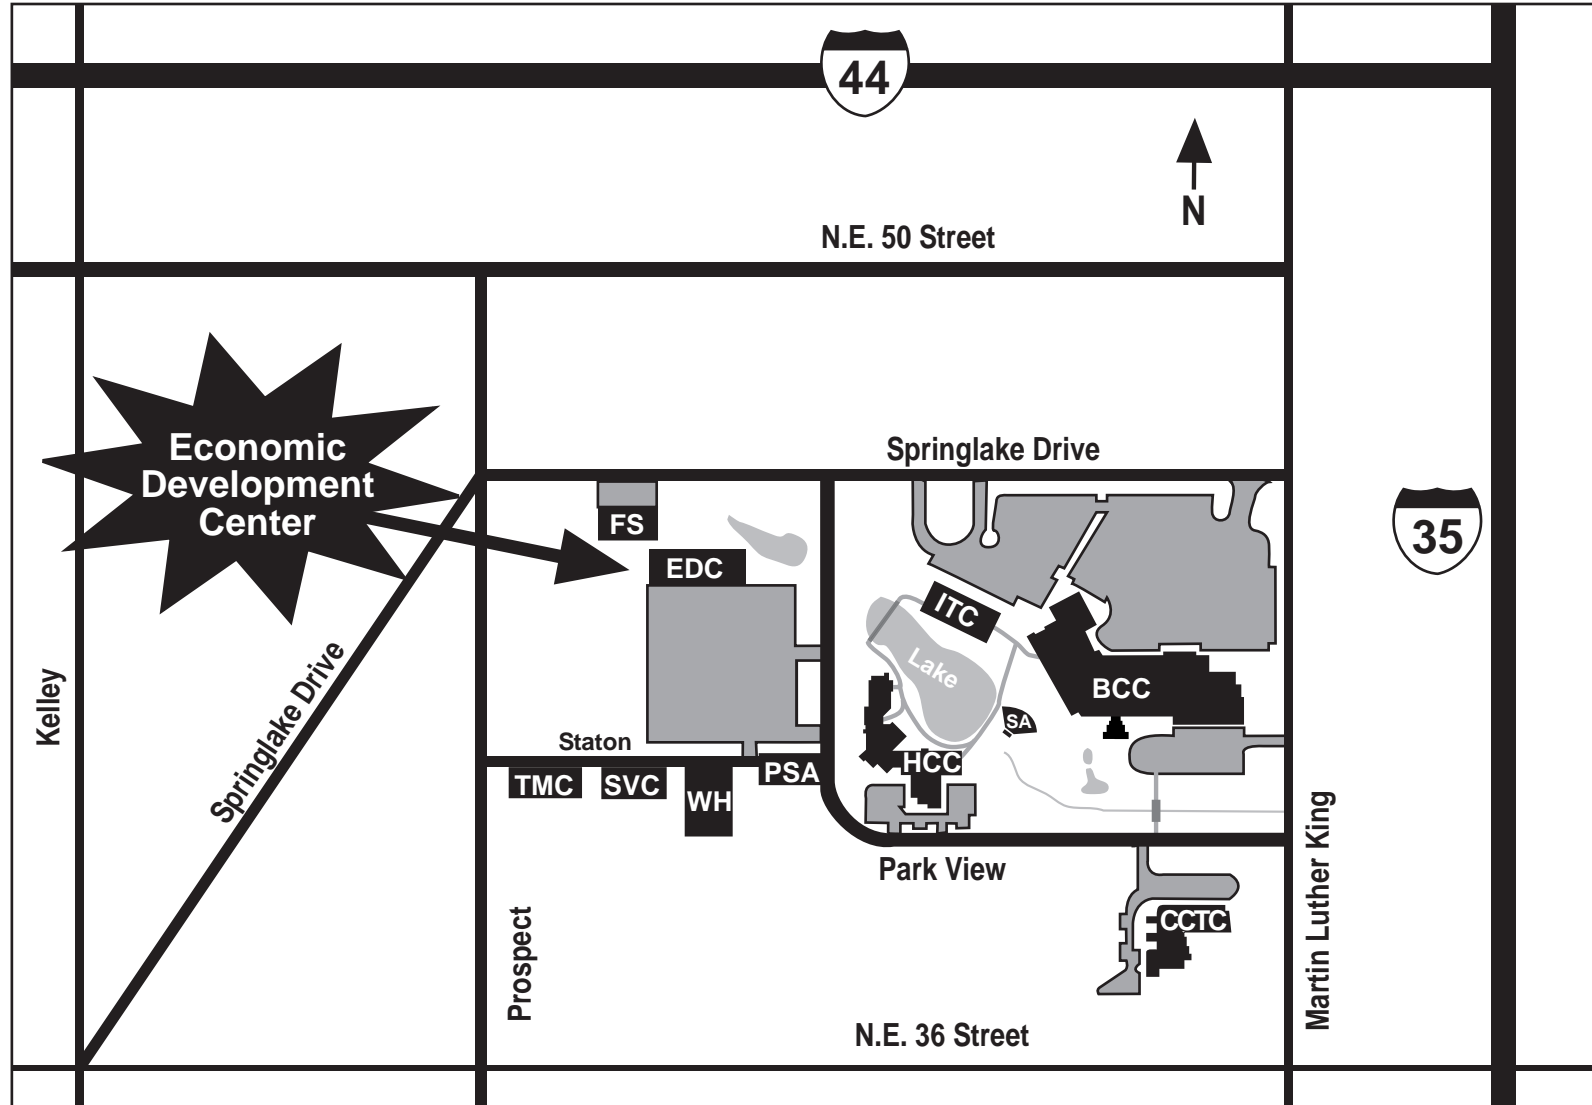 44
N
N.E. 50 Street
Economic
Development
Center
Springlake Drive
35
FS
EDC
ITC
Lake
BCC
SA
Kelley
Springlake Drive
Staton
TMC
SVC
WH
PSA
HCC
Park View
CCTC
Prospect
Martin Luther King
N.E. 36 Street